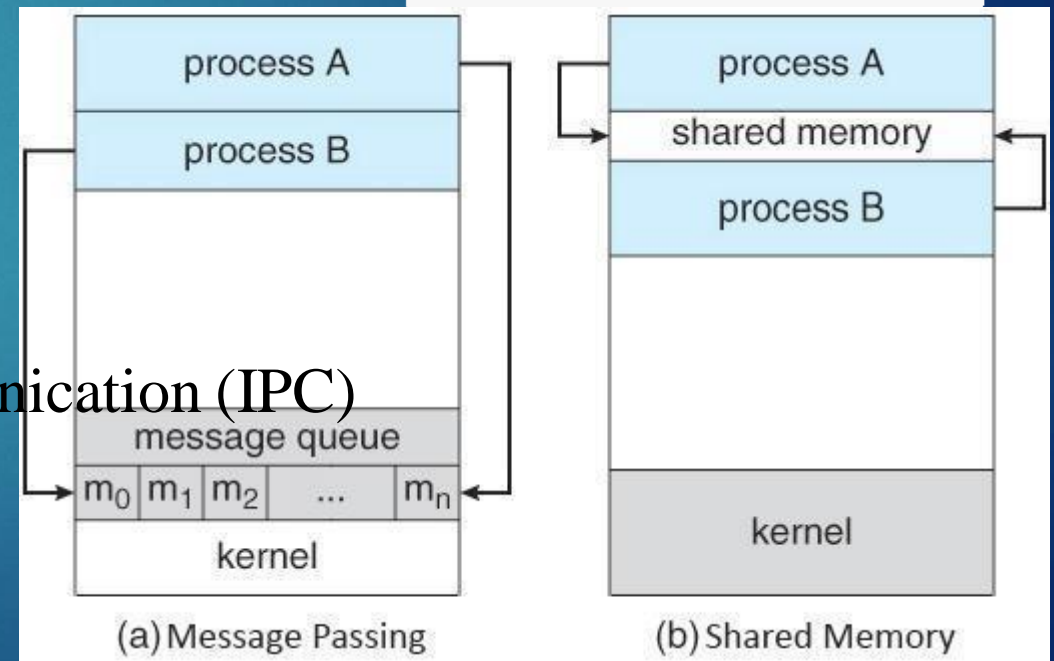 process A
process B
nication (IPC)
message queue
m₀ m₁ m₂ ... mₙ
kernel
(a) Message Passing
process A
shared memory
process B
kernel
(b) Shared Memory